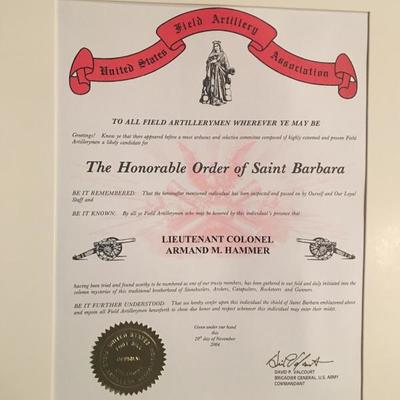 United States Field Artillery Association
TO ALL FIELD ARTILLERYMEN WHEREVER YE MAY BE
Greetings! Know ye that there appeared before a most arduous and selective committee composed of highly esteemed and proven Field
Artillerymen a likely candidate for
The Honorable Order of Saint Barbara
BE IT REMEMBERED: That the hereinafter mentioned individual has been inspected and passed on by Ourself and Our Loyal
Staff and
BE IT KNOWN: By all ye Field Artillerymen who may be honored by this individual's presence that
LIEUTENANT COLONEL
ARMAND M. HAMMER
having been tried and found worthy to be numbered as one of our trusty members, has been gathered to our fold and duly initiated into the
solemn mysteries of this traditional brotherhood of Stonehurlers, Archers, Catapulters, Rocketeers and Gunners.
BE IT FURTHER UNDERSTOOD: That we hereby confer upon this individual the shield of Saint Barbara emblazoned above
and enjoin all Field Artillerymen henceforth to show due honor and respect whenever this individual may enter their midst.
Given under our hand
this
20th day of November
2004
DAVID P. VALCOURT
BRIGADIER GENERAL, U.S. ARMY
COMMANDANT
UNITED STATES